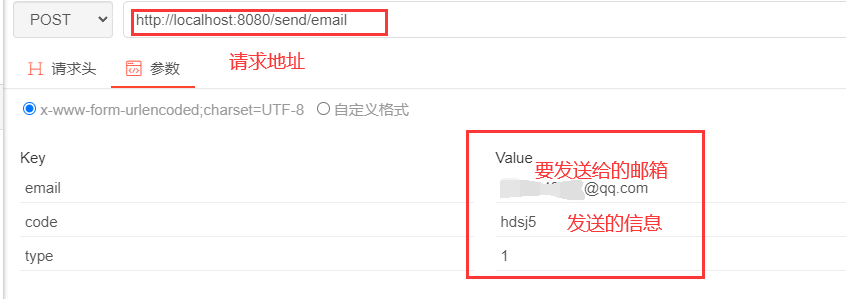 POST http://localhost:8080/send/email
请求头 参数 请求地址
x-www-form-urlencoded;charset=UTF-8 自定义格式
Key Value
要发送给的邮箱
email @qq.com
code hdsj5 发送的信息
type 1